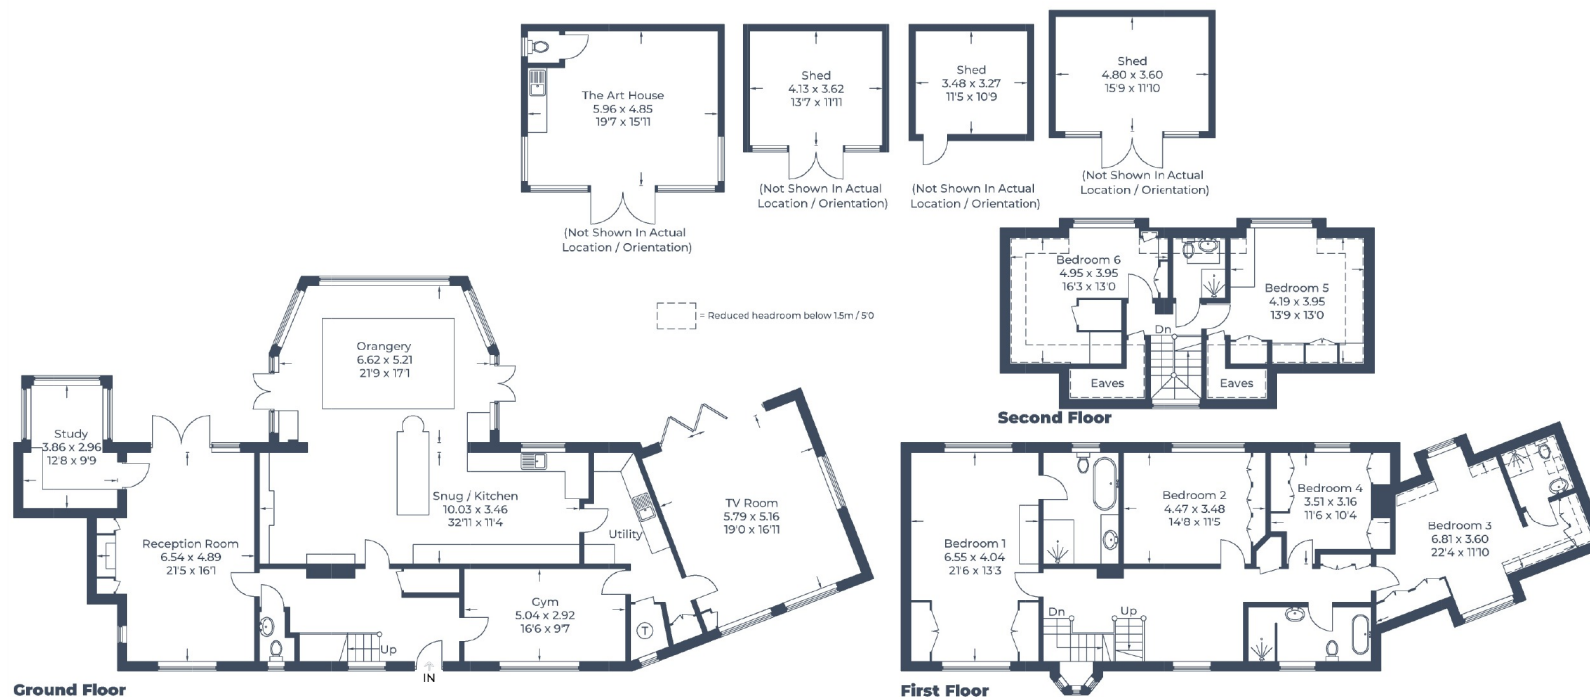 The Art House
5.96 x 4.85
19'7 x 15'11
(Not Shown In Actual
Location / Orientation)
Shed
4.13 x 3.62
13'7 x 11'11
(Not Shown In Actual
Location / Orientation)
Shed
3.48 x 3.27
11'5 x 10'9
(Not Shown In Actual
Location / Orientation)
Shed
4.80 x 3.60
15'9 x 11'10
(Not Shown In Actual
Location / Orientation)
= Reduced headroom below 1.5m / 5'0
Bedroom 6
4.95 x 3.95
16'3 x 13'0
Bedroom 5
4.19 x 3.95
13'9 x 13'0
Dn
Eaves
Eaves
Second Floor
Orangery
6.62 x 5.21
21'9 x 17'1
Study
3.86 x 2.96
12'8 x 9'9
Snug / Kitchen
10.03 x 3.46
32'11 x 11'4
Utility
TV Room
5.79 x 5.16
19'0 x 16'11
Reception Room
6.54 x 4.89
21'5 x 16'1
Gym
5.04 x 2.92
16'6 x 9'7
T
Up
IN
Ground Floor
Bedroom 1
6.55 x 4.04
21'6 x 13'3
Bedroom 2
4.47 x 3.48
14'8 x 11'5
Bedroom 4
3.51 x 3.16
11'6 x 10'4
Bedroom 3
6.81 x 3.60
22'4 x 11'10
Dn
Up
First Floor